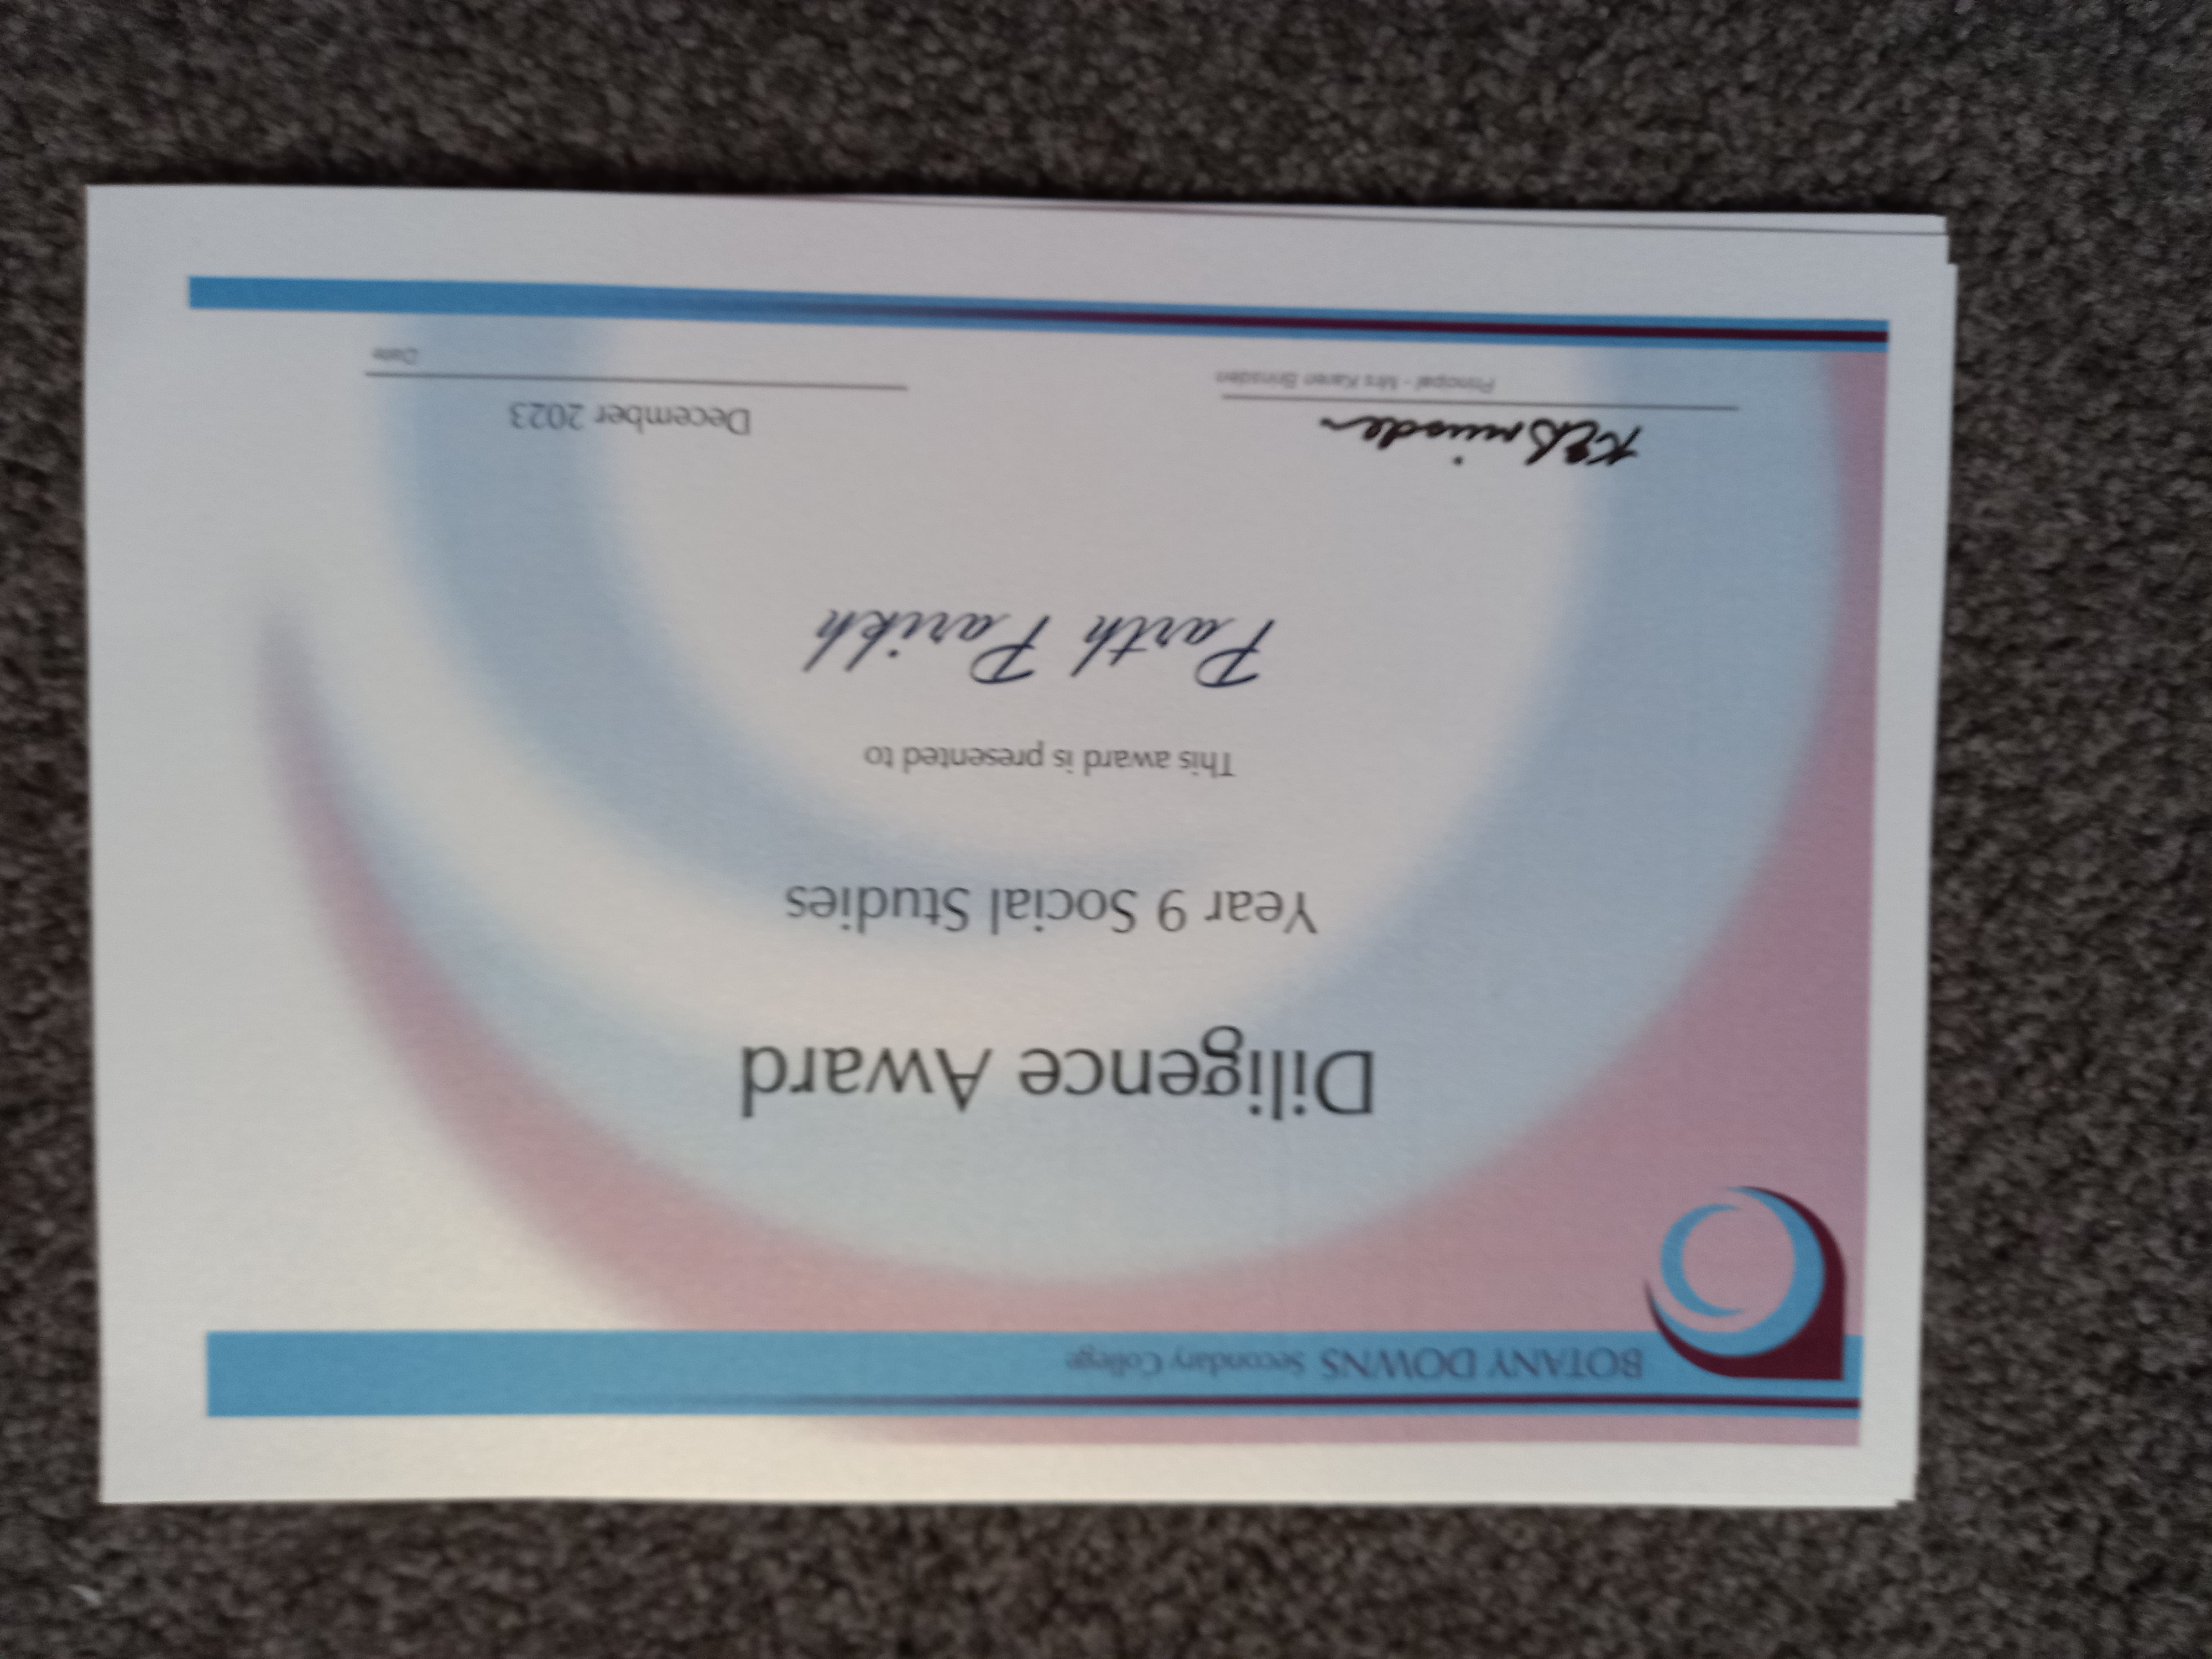 BOTANY DOWNS Secondary College
Diligence Award
Year 9 Social Studies
This award is presented to
Parth Parikh
KEBrinsden
December 2023
Principal - Mrs Karen Brinsden
Date